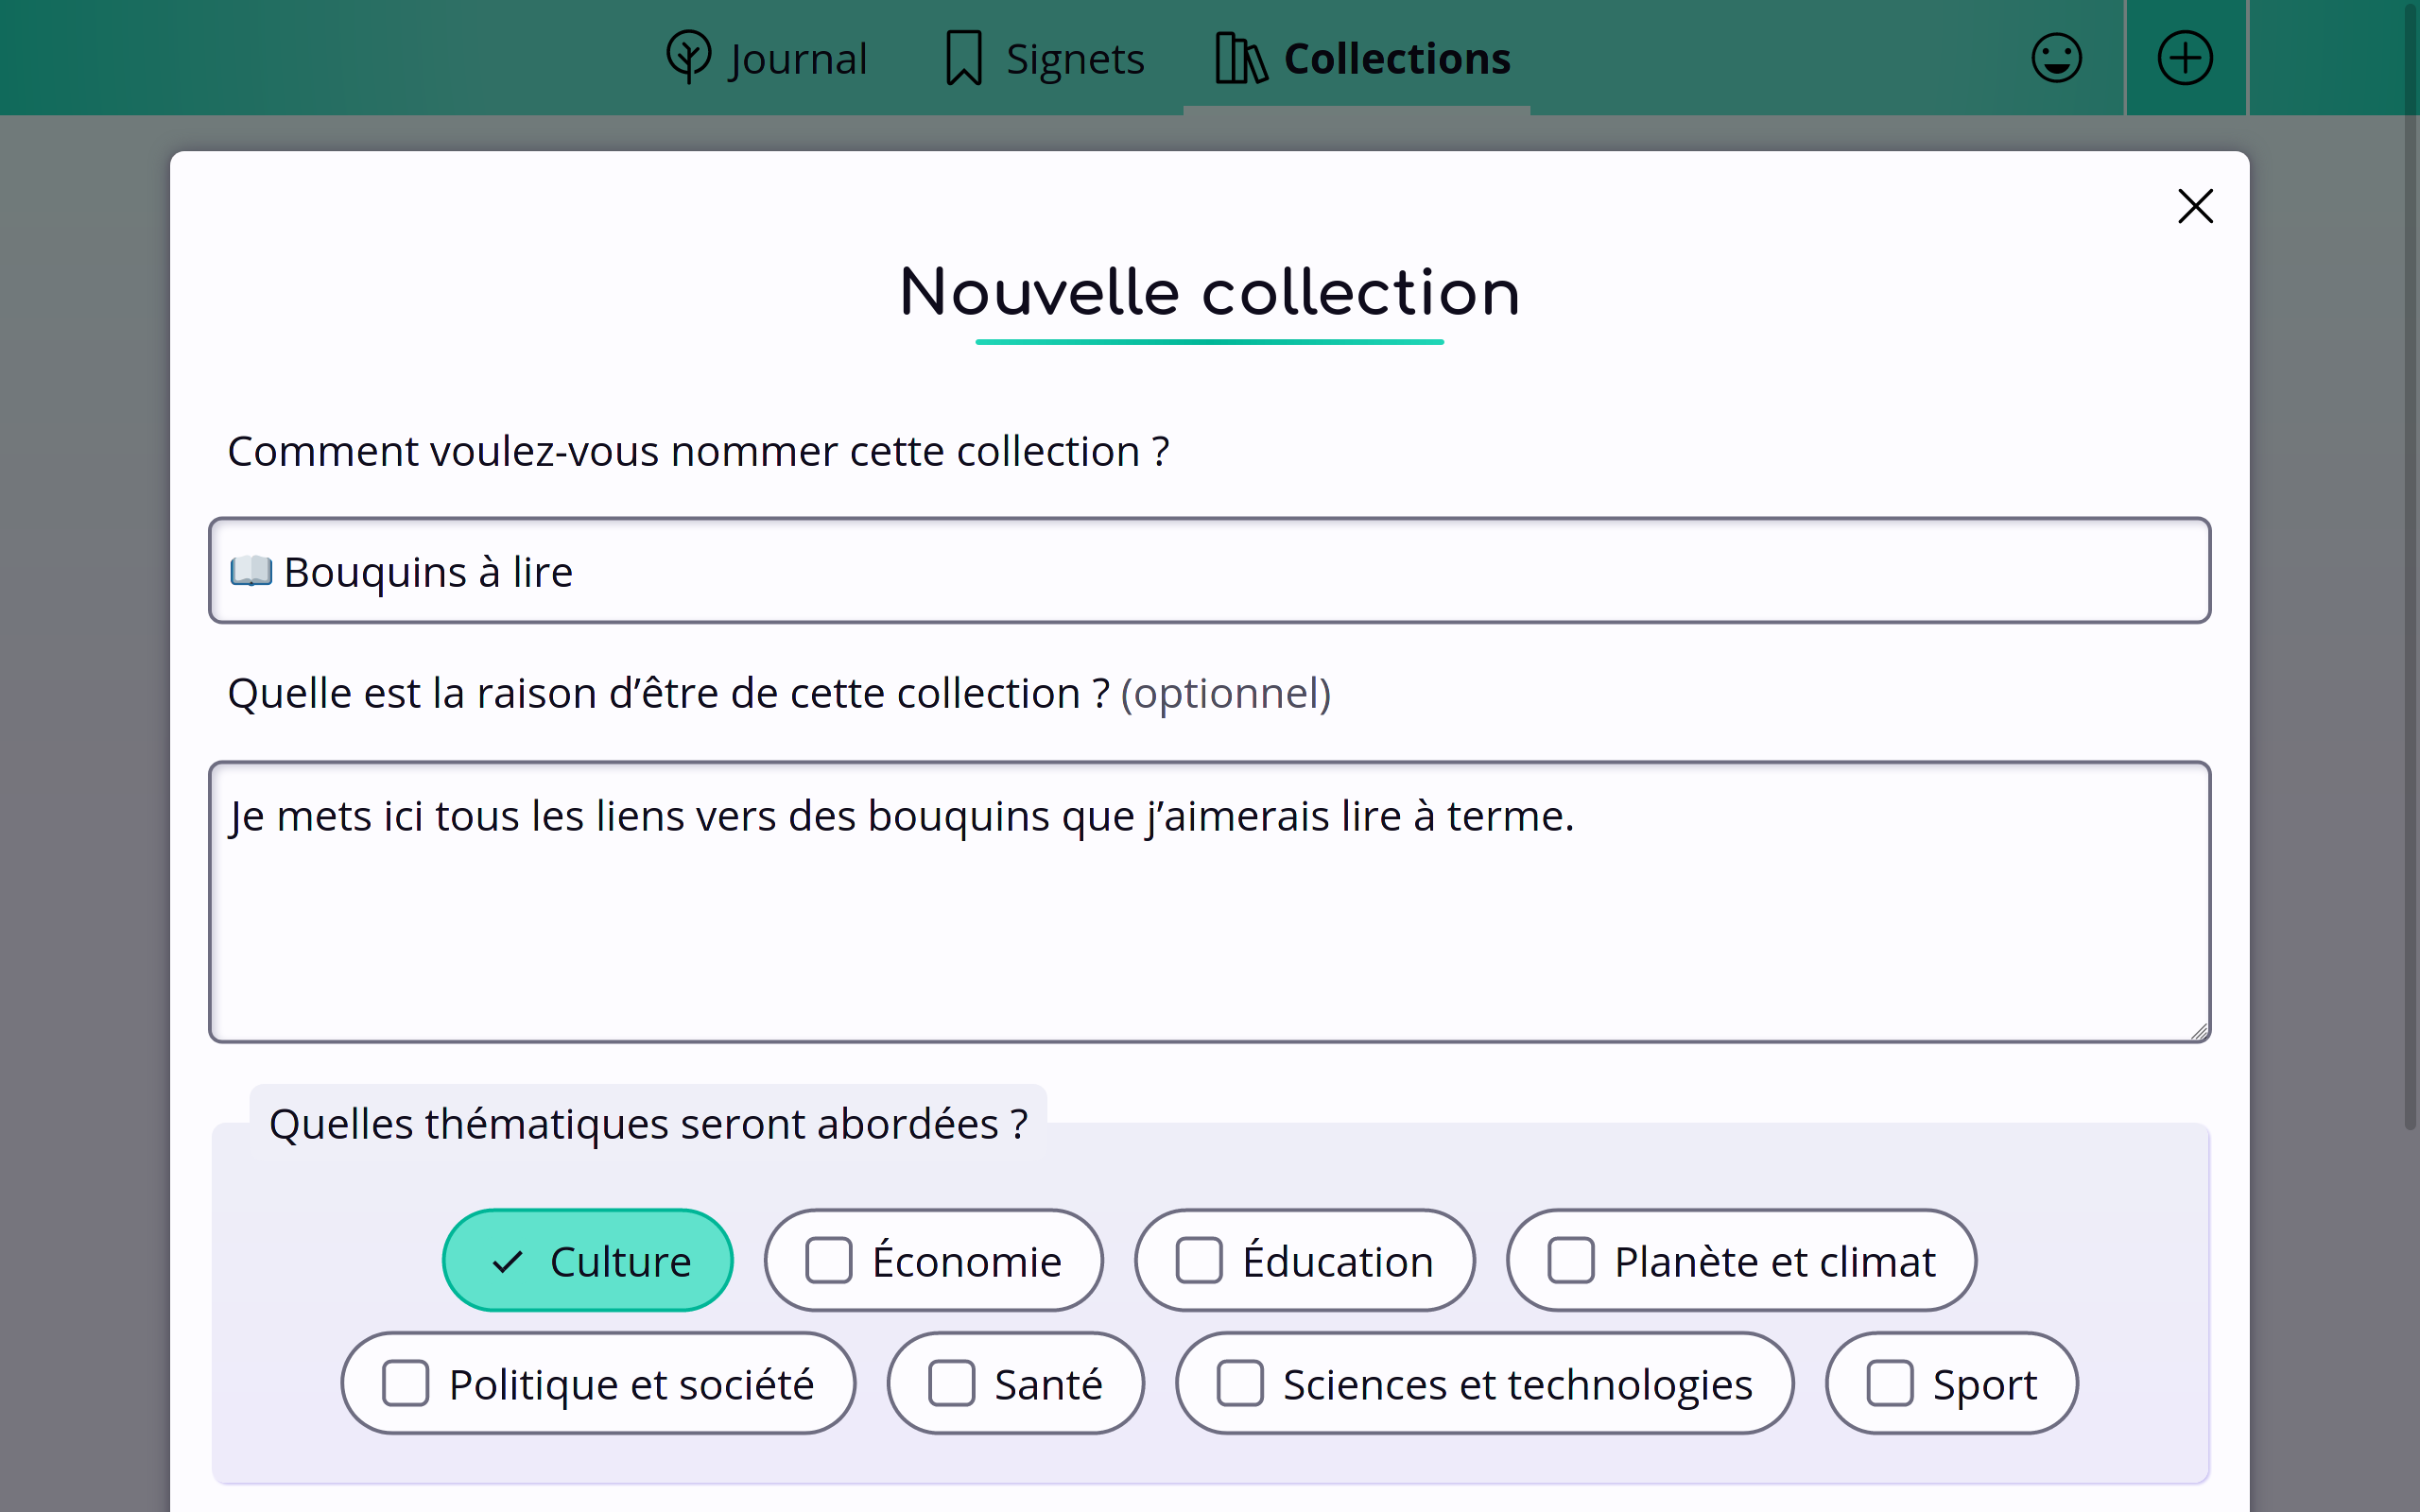 Journal Signets Collections
Nouvelle collection
Comment voulez-vous nommer cette collection ?
📖 Bouquins à lire
Quelle est la raison d’être de cette collection ? (optionnel)
Je mets ici tous les liens vers des bouquins que j’aimerais lire à terme.
Quelles thématiques seront abordées ?
Culture Économie Éducation Planète et climat
Politique et société Santé Sciences et technologies Sport